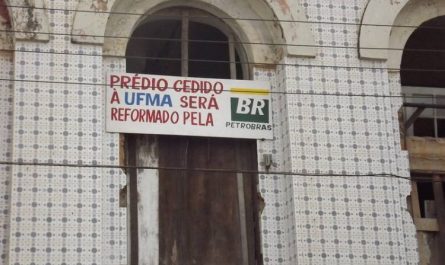 PRÉDIO CEDIDO
À UFMA SERÁ
REFORMADO PELA
BR
PETROBRAS